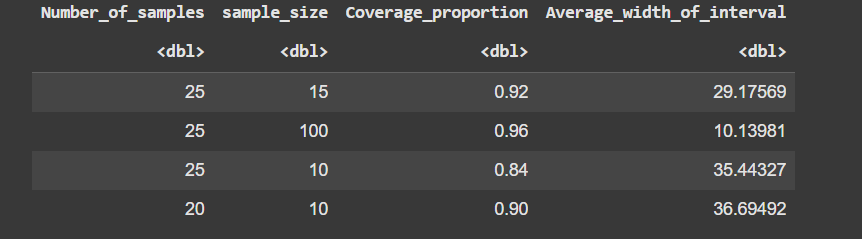 Number_of_samples sample_size Coverage_proportion Average_width_of_interval
<dbl> <dbl> <dbl> <dbl>
25 15 0.92 29.17569
25 100 0.96 10.13981
25 10 0.84 35.44327
20 10 0.90 36.69492